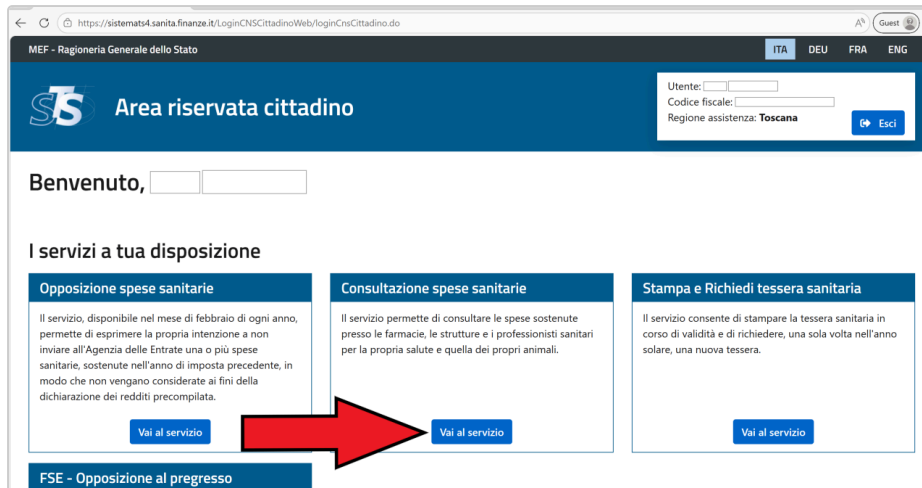 https://sistemats4.sanita.finanze.it/LoginCNSCittadinoWeb/loginCnsCittadino.do
Guest
MEF - Ragioneria Generale dello Stato
ITA DEU FRA ENG
STS
Area riservata cittadino
Utente:
Codice fiscale:
Regione assistenza: Toscana
Esci
Benvenuto,
I servizi a tua disposizione
Opposizione spese sanitarie
Il servizio, disponibile nel mese di febbraio di ogni anno,
permette di esprimere la propria intenzione a non
inviare all'Agenzia delle Entrate una o più spese
sanitarie, sostenute nell'anno di imposta precedente, in
modo che non vengano considerate ai fini della
dichiarazione dei redditi precompilata.
Vai al servizio
Consultazione spese sanitarie
Il servizio permette di consultare le spese sostenute
presso le farmacie, le strutture e i professionisti sanitari
per la propria salute e quella dei propri animali.
Vai al servizio
Stampa e Richiedi tessera sanitaria
Il servizio consente di stampare la tessera sanitaria in
corso di validità e di richiedere, una sola volta nell'anno
solare, una nuova tessera.
Vai al servizio
FSE - Opposizione al pregresso